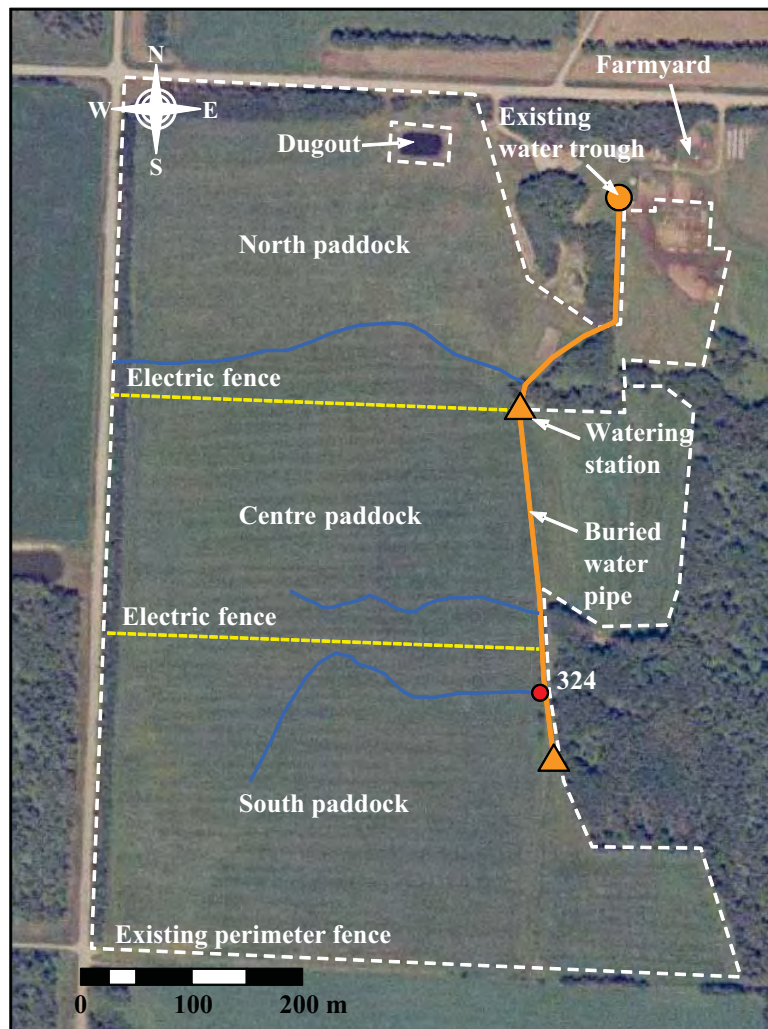 N
W E
S
Farmyard
Existing
water trough
Dugout
North paddock
Electric fence
Watering
station
Centre paddock
Buried
water
pipe
Electric fence
324
South paddock
Existing perimeter fence
0 100 200 m